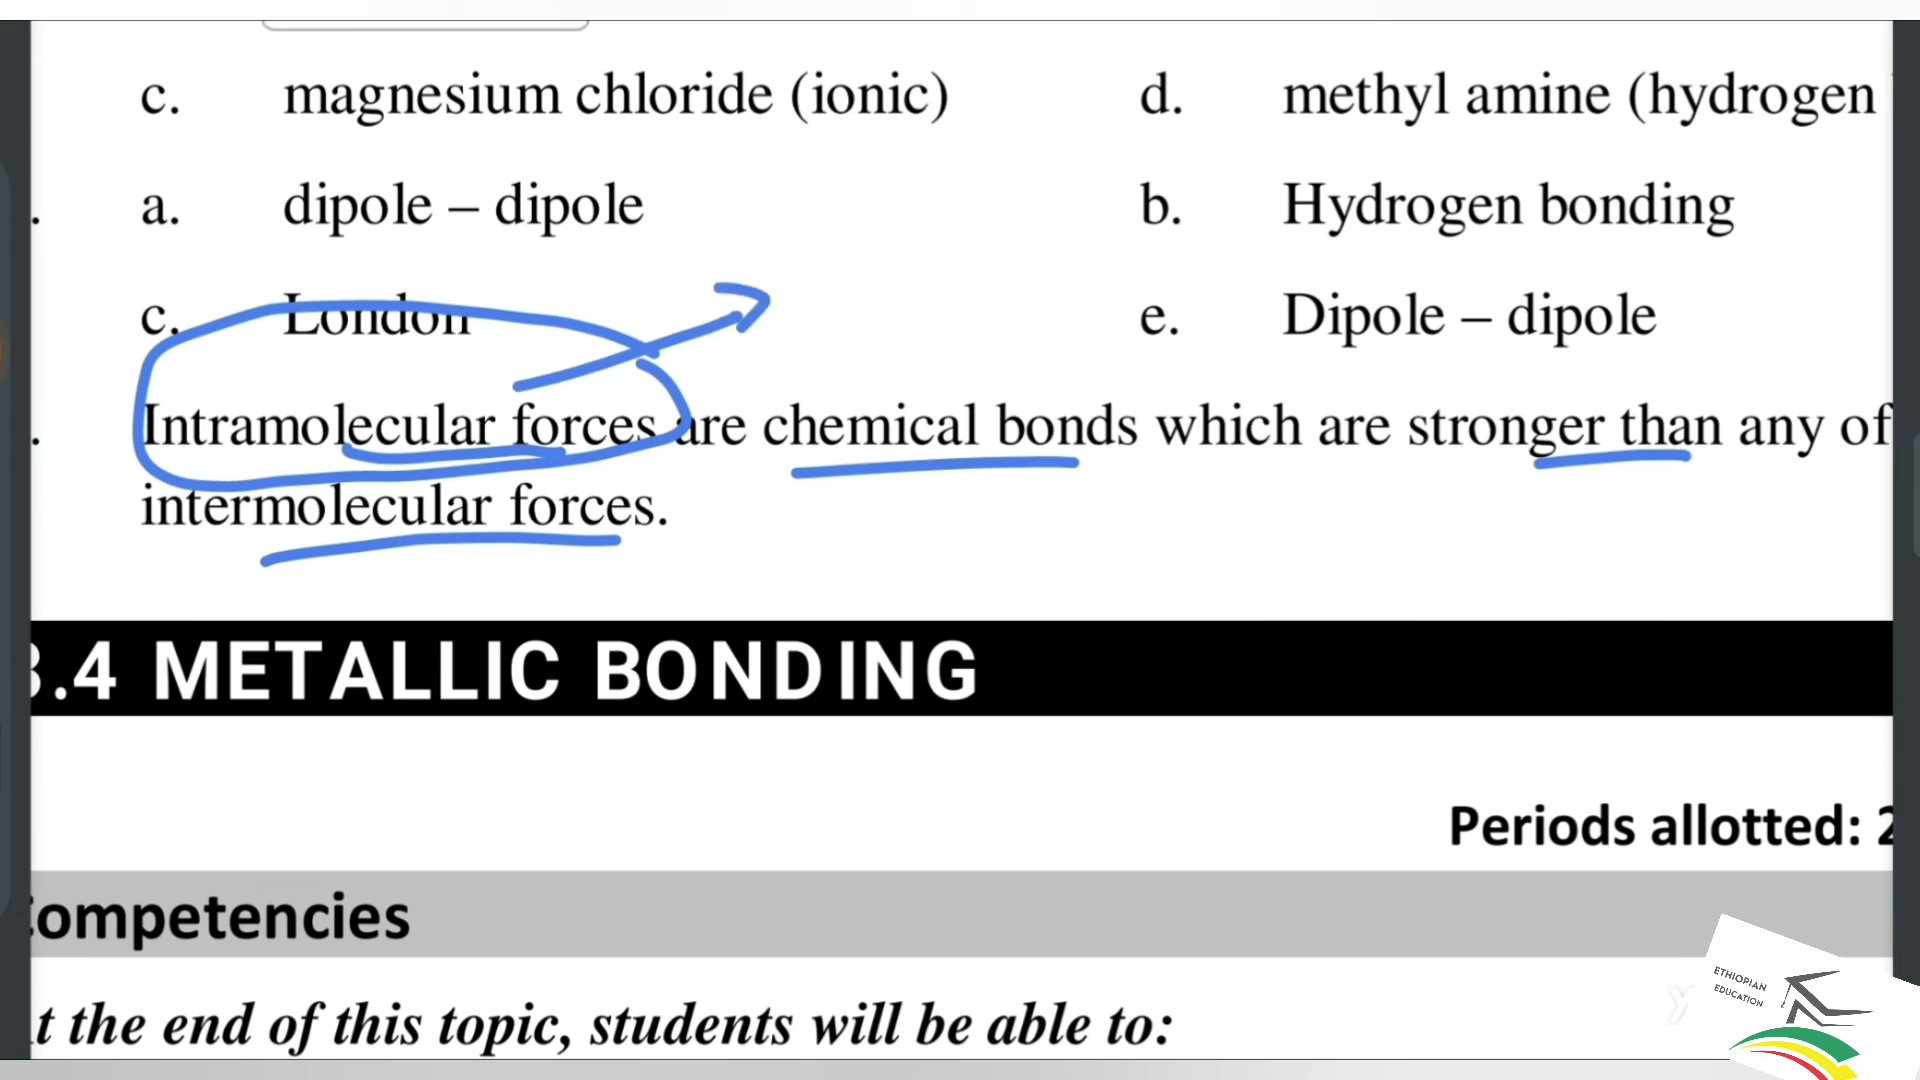 c. magnesium chloride (ionic) d. methyl amine (hydrogen
. a. dipole – dipole b. Hydrogen bonding
c. London e. Dipole – dipole
. Intramolecular forces are chemical bonds which are stronger than any of
intermolecular forces.
.4 METALLIC BONDING
Periods allotted: 2
ompetencies
t the end of this topic, students will be able to:
ETHIOPIAN
EDUCATION